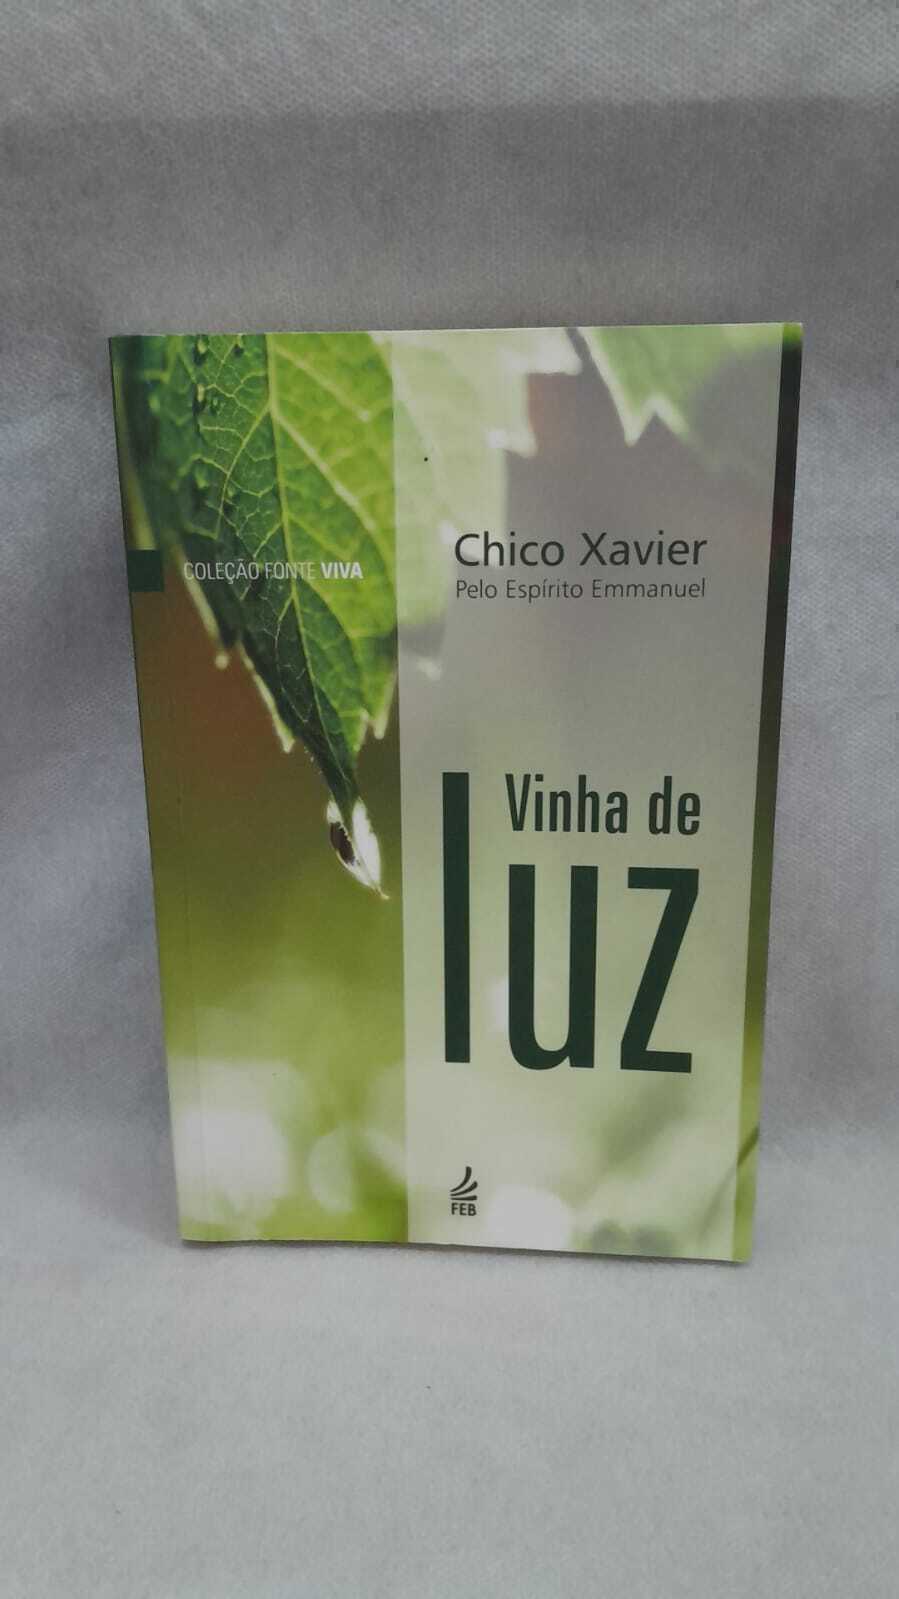 COLEÇÃO FONTE VIVA
Chico Xavier
Pelo Espírito Emmanuel
Vinha de
luz
FEB